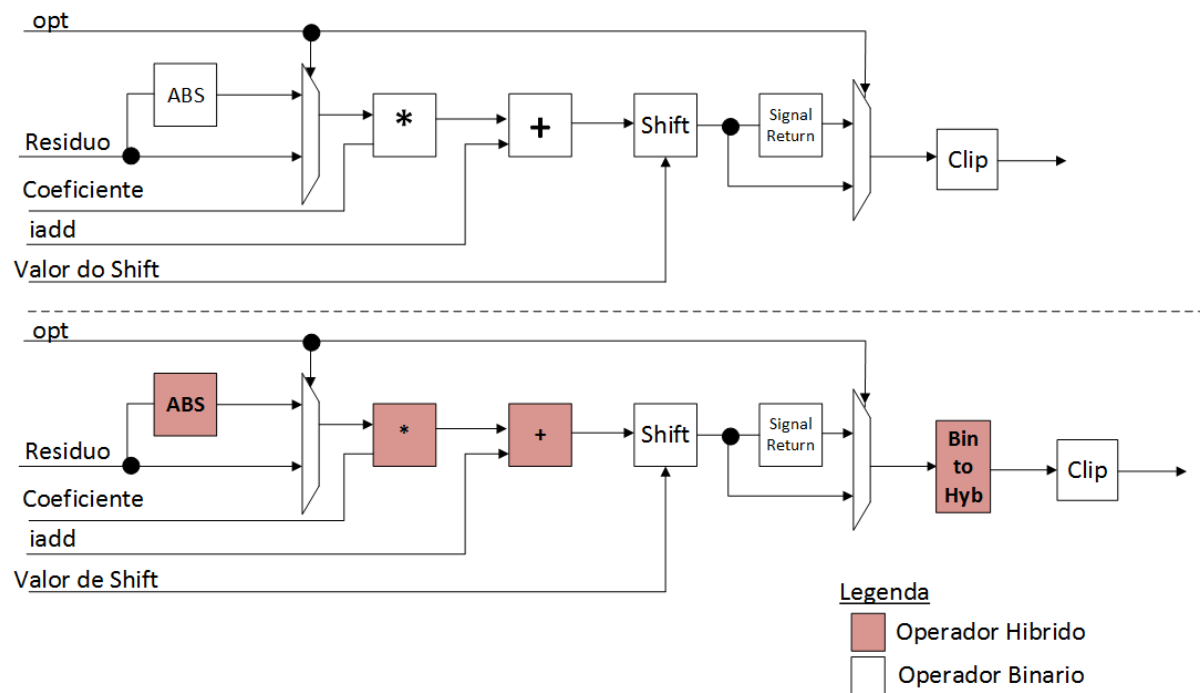 opt
ABS
Residuo
Coeficiente
iadd
Valor do Shift
*
+
Shift
Signal
Return
Clip
opt
ABS
Residuo
Coeficiente
iadd
Valor de Shift
*
+
Shift
Signal
Return
Bin
to
Hyb
Clip
Legenda
Operador Hibrido
Operador Binario